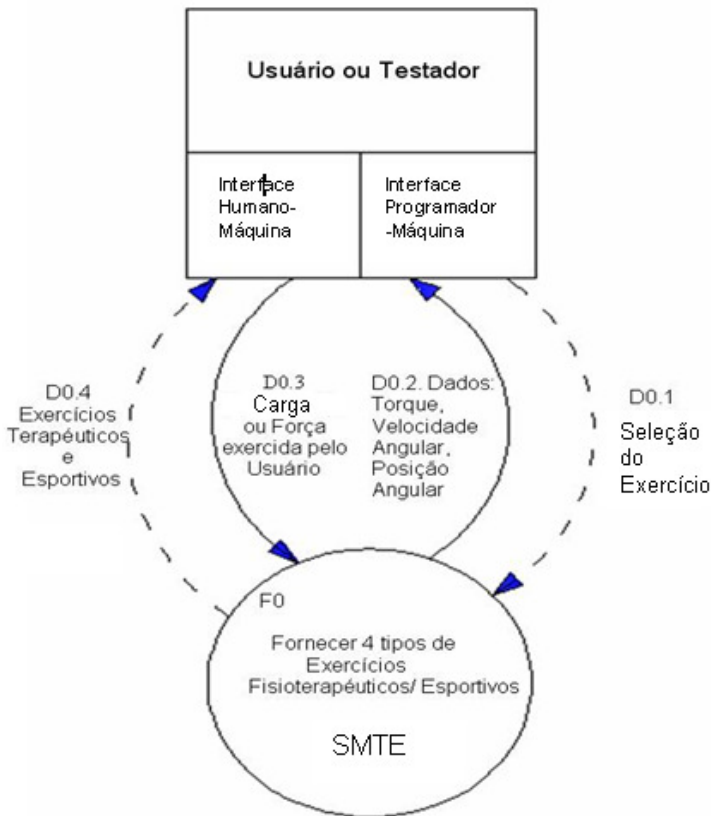 Usuário ou Testador
Interface
Humano-
Máquina
Interface
Programador
-Máquina
D0.4
Exercícios
Terapéuticos
e
Esportivos
D0.3
Carga
ou Força
exercida pelo
Usuário
D0.2. Dados:
Torque,
Velocidade
Angular,
Posição
Angular
D0.1
Seleção
do
Exercício
F0
Fornecer 4 tipos de
Exercícios
Fisioterapéuticos/ Esportivos
SMTE